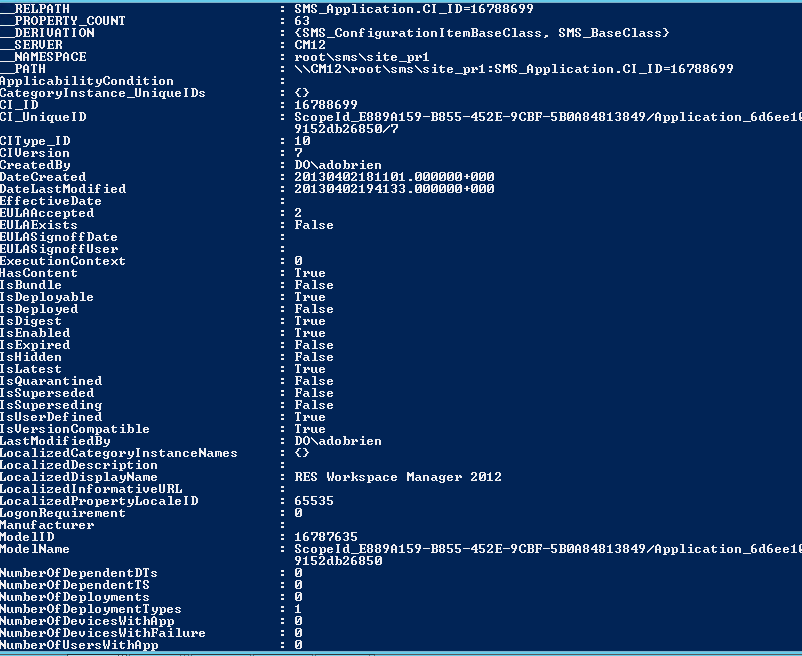 __RELPATH : SMS_Application.CI_ID=16788699
__PROPERTY_COUNT : 63
__DERIVATION : {SMS_ConfigurationItemBaseClass, SMS_BaseClass}
__SERVER : CM12
__NAMESPACE : root\sms\site_pr1
__PATH : \\CM12\root\sms\site_pr1:SMS_Application.CI_ID=16788699
ApplicabilityCondition :
CategoryInstance_UniqueIDs : {}
CI_ID : 16788699
CI_UniqueID : ScopeId_E889A159-B855-452E-9CBF-5B0A84813849/Application_6d6ee10
9152db26850/7
CIType_ID : 10
CIVersion : 7
CreatedBy : DO\adobrien
DateCreated : 20130402181101.000000+000
DateLastModified : 20130402194133.000000+000
EffectiveDate :
EULAAccepted : 2
EULAExists : False
EULASignoffDate :
EULASignoffUser :
ExecutionContext : 0
HasContent : True
IsBundle : False
IsDeployable : True
IsDeployed : False
IsDigest : True
IsEnabled : True
IsExpired : False
IsHidden : False
IsLatest : True
IsQuarantined : False
IsSuperseded : False
IsSuperseding : False
IsUserDefined : True
IsVersionCompatible : True
LastModifiedBy : DO\adobrien
LocalizedCategoryInstanceNames : {}
LocalizedDescription :
LocalizedDisplayName : RES Workspace Manager 2012
LocalizedInformativeURL :
LocalizedPropertyLocaleID : 65535
LogonRequirement : 0
Manufacturer :
ModelID : 16787635
ModelName : ScopeId_E889A159-B855-452E-9CBF-5B0A84813849/Application_6d6ee10
9152db26850
NumberOfDependentDTs : 0
NumberOfDependentTS : 0
NumberOfDeployments : 0
NumberOfDeploymentTypes : 1
NumberOfDevicesWithApp : 0
NumberOfDevicesWithFailure : 0
NumberOfUsersWithApp : 0